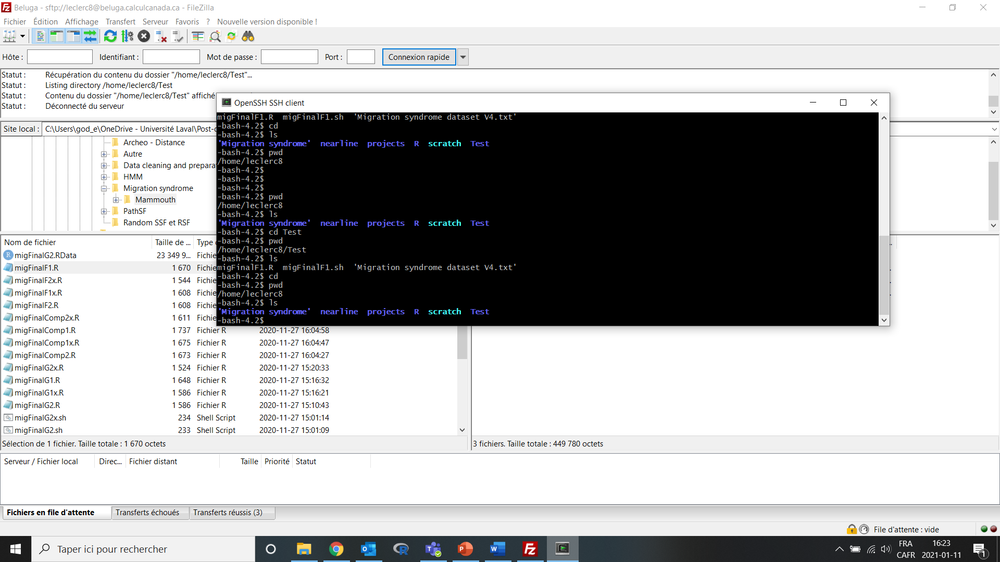 Beluga - sftp://leclerc8@beluga.calculcanada.ca - FileZilla
Fichier Édition Affichage Transfert Serveur Favoris ? Nouvelle version disponible !
Hôte : Identifiant : Mot de passe : Port : Connexion rapide
Statut : Récupération du contenu du dossier "/home/leclerc8/Test"...
Statut : Listing directory /home/leclerc8/Test
Statut : Contenu du dossier "/home/leclerc8/Test" affiché
Statut : Déconnecté du serveur
Site local : C:\Users\god_e\OneDrive - Université Laval\Post-
Archeo - Distance
Autre
Data cleaning and prepara
HMM
Migration syndrome
Mammouth
PathSF
Random SSF et RSF
OpenSSH SSH client
migFinalF1.R migFinalF1.sh 'Migration syndrome dataset V4.txt'
-bash-4.2$ cd
-bash-4.2$ ls
'Migration syndrome' nearline projects R scratch Test
-bash-4.2$ pwd
/home/leclerc8
-bash-4.2$
-bash-4.2$
-bash-4.2$
-bash-4.2$ pwd
/home/leclerc8
-bash-4.2$ ls
'Migration syndrome' nearline projects R scratch Test
-bash-4.2$ cd Test
-bash-4.2$ pwd
/home/leclerc8/Test
-bash-4.2$ ls
migFinalF1.R migFinalF1.sh 'Migration syndrome dataset V4.txt'
-bash-4.2$ cd
-bash-4.2$ pwd
/home/leclerc8
-bash-4.2$ ls
'Migration syndrome' nearline projects R scratch Test
-bash-4.2$
Nom de fichier Taille de ... Type
migFinalG2.RData 23 349 9... Fichie
migFinalF1.R 1 670 Fichie
migFinalF2x.R 1 544 Fichie
migFinalF1x.R 1 608 Fichie
migFinalF2.R 1 608 Fichie
migFinalComp2x.R 1 611 Fichie
migFinalComp1.R 1 737 Fichier R 2020-11-27 16:04:58
migFinalComp1x.R 1 675 Fichier R 2020-11-27 16:04:47
migFinalComp2.R 1 673 Fichier R 2020-11-27 16:04:27
migFinalG2x.R 1 524 Fichier R 2020-11-27 15:20:33
migFinalG1.R 1 648 Fichier R 2020-11-27 15:16:32
migFinalG1x.R 1 586 Fichier R 2020-11-27 15:16:21
migFinalG2.R 1 586 Fichier R 2020-11-27 15:10:43
migFinalG2x.sh 234 Shell Script 2020-11-27 15:01:14
migFinalG2.sh 233 Shell Script 2020-11-27 15:01:09
Sélection de 1 fichier. Taille totale : 1 670 octets
3 fichiers. Taille totale : 449 780 octets
Serveur / Fichier local Direc... Fichier distant Taille Priorité Statut
Fichiers en file d'attente Transferts échoués Transferts réussis (3)
File d'attente : vide
Taper ici pour rechercher
FRA
CAFR
16:23
2021-01-11
1